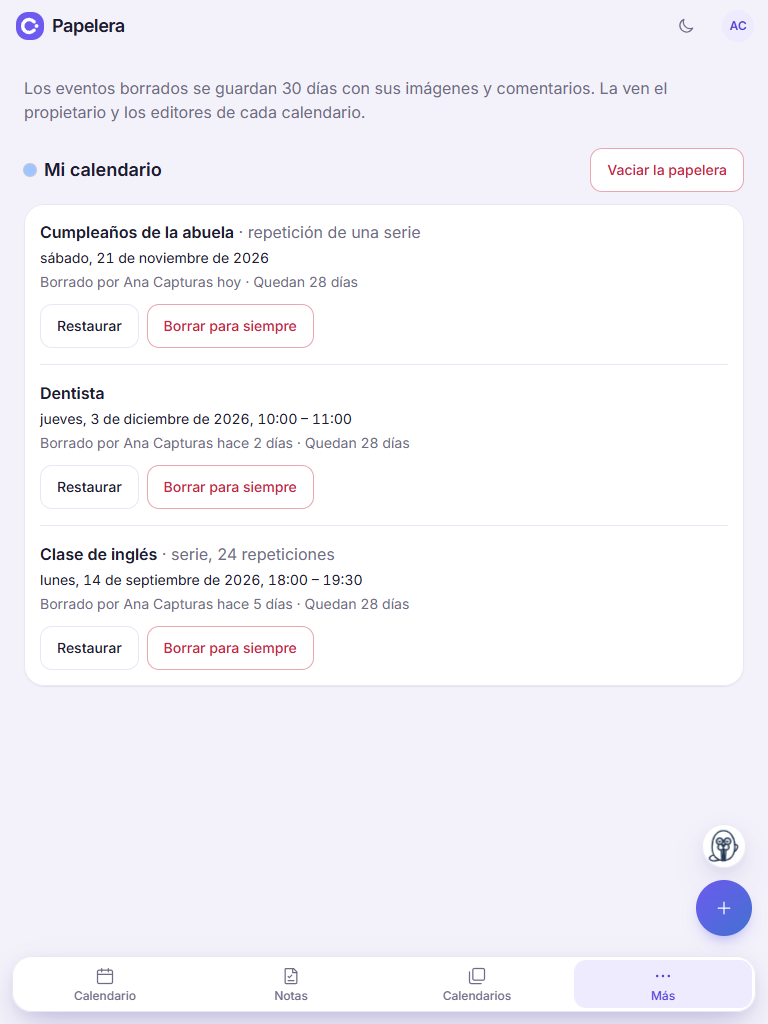 Papelera
AC
Los eventos borrados se guardan 30 días con sus imágenes y comentarios. La ven el
propietario y los editores de cada calendario.
Mi calendario
Vaciar la papelera
Cumpleaños de la abuela · repetición de una serie
sábado, 21 de noviembre de 2026
Borrado por Ana Capturas hoy · Quedan 28 días
Restaurar
Borrar para siempre
Dentista
jueves, 3 de diciembre de 2026, 10:00 – 11:00
Borrado por Ana Capturas hace 2 días · Quedan 28 días
Restaurar
Borrar para siempre
Clase de inglés · serie, 24 repeticiones
lunes, 14 de septiembre de 2026, 18:00 – 19:30
Borrado por Ana Capturas hace 5 días · Quedan 28 días
Restaurar
Borrar para siempre
Calendario
Notas
Calendarios
Más